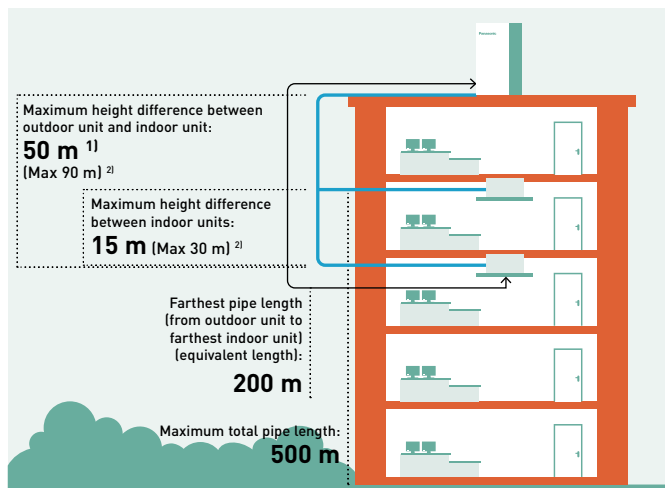 Panasonic
Maximum height difference between
outdoor unit and indoor unit:
50 m 1)
(Max 90 m) 2)
Maximum height difference
between indoor units:
15 m (Max 30 m) 2)
Farthest pipe length
(from outdoor unit to
farthest indoor unit)
(equivalent length):
200 m
Maximum total pipe length:
500 m